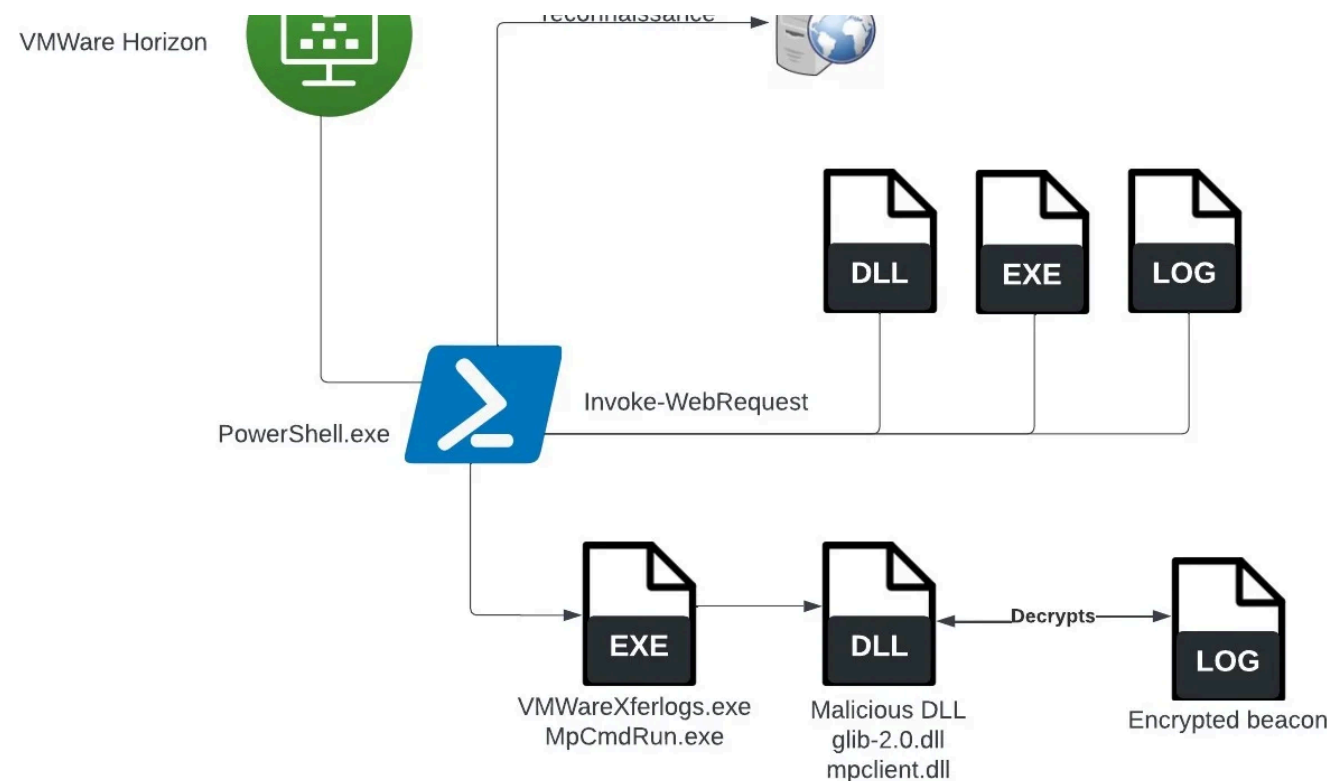 reconnaissance
VMWare Horizon
DLL
EXE
LOG
Invoke-WebRequest
PowerShell.exe
Decrypts
EXE
DLL
LOG
VMWareXferlogs.exe
MpCmdRun.exe
Malicious DLL
glib-2.0.dll
mpclient.dll
Encrypted beacon